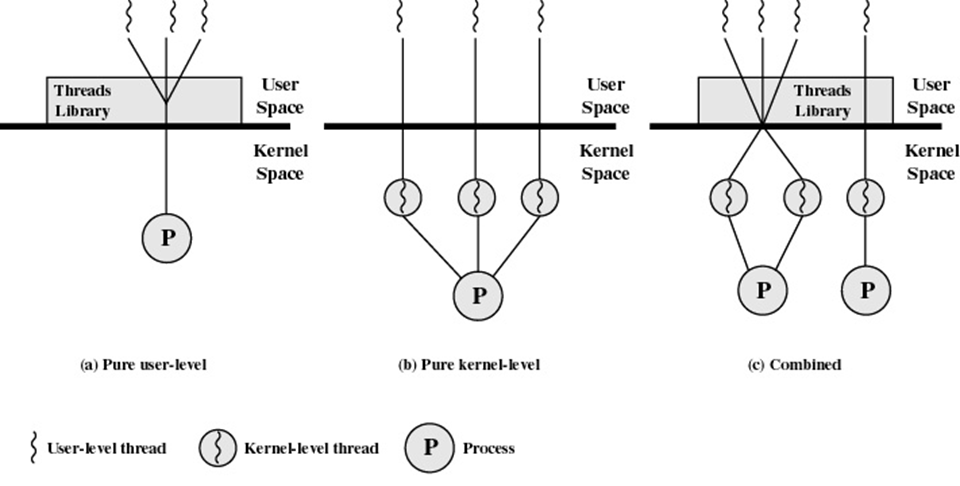 Threads
Library
User
Space
Kernel
Space
P
(a) Pure user-level
User
Space
Kernel
Space
P
(b) Pure kernel-level
Threads
Library
User
Space
Kernel
Space
P
P
(c) Combined
User-level thread
Kernel-level thread
P
Process